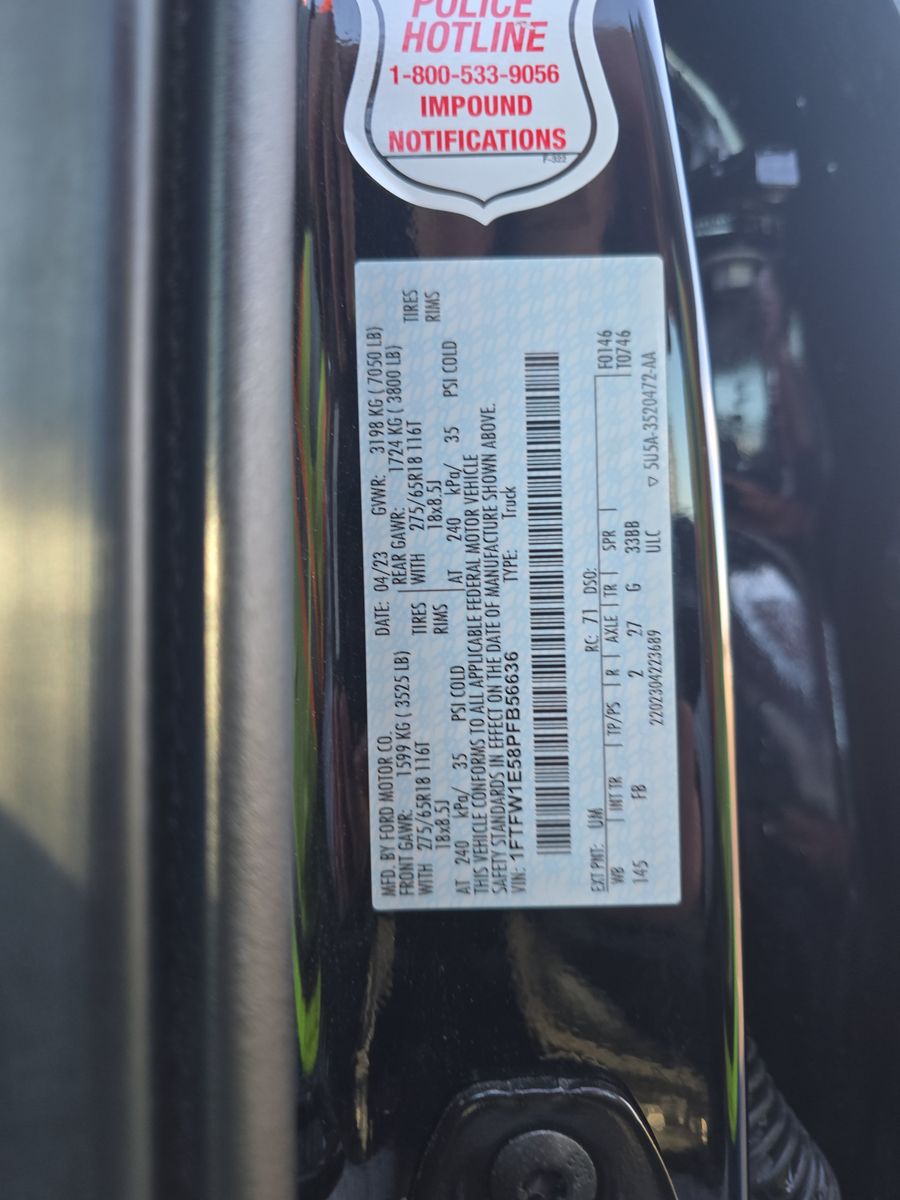 POLICE
HOTLINE
1-800-533-9056
IMPOUND
NOTIFICATIONS
F-322
MFD. BY FORD MOTOR CO.
DATE: 04/23 GVWR: 3198 KG ( 7050 LB)
FRONT GAWR: 1599 KG ( 3525 LB) REAR GAWR: 1724 KG ( 3800 LB)
WITH 275/65R18 116T TIRES WITH 275/65R18 116T TIRES
18x8.5J RIMS 18x8.5J RIMS
AT 240 kPa/ 35 PSI COLD AT 240 kPa/ 35 PSI COLD
THIS VEHICLE CONFORMS TO ALL APPLICABLE FEDERAL MOTOR VEHICLE
SAFETY STANDARDS IN EFFECT ON THE DATE OF MANUFACTURE SHOWN ABOVE.
VIN: 1FTFW1E58PFB56636 TYPE: Truck
EXT PNT: UM RC: 71 DSO: F0146
WB INT TR TP/PS R AXLE TR SPR T0746
145 FB 2 27 G 33BB
2202304223689 ULC ▽ 5U5A-3520472-AA